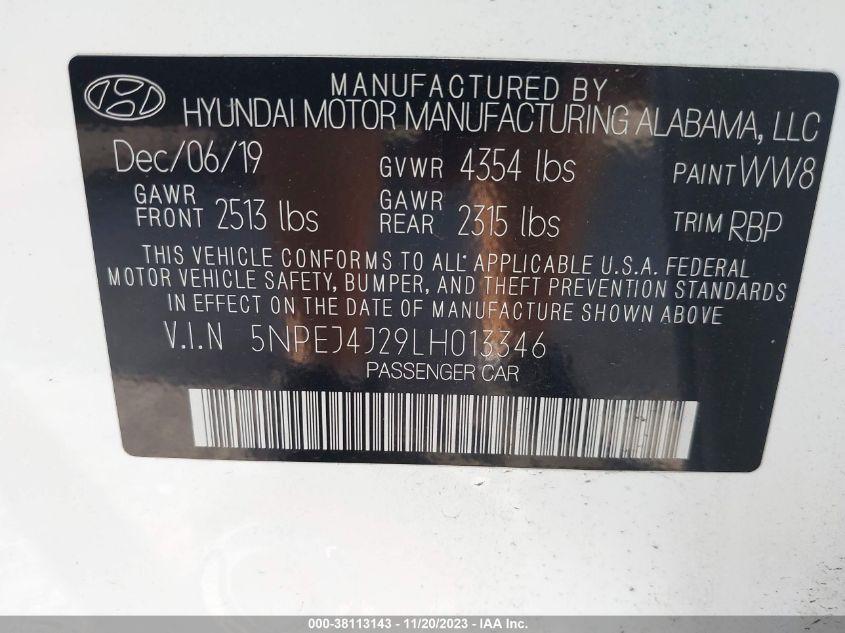 MANUFACTURED BY
HYUNDAI MOTOR MANUFACTURING ALABAMA, LLC
Dec/06/19 GVWR 4354 lbs PAINT WW8
GAWR FRONT 2513 lbs GAWR REAR 2315 lbs TRIM RBP
THIS VEHICLE CONFORMS TO ALL APPLICABLE U.S.A. FEDERAL
MOTOR VEHICLE SAFETY, BUMPER, AND THEFT PREVENTION STANDARDS
IN EFFECT ON THE DATE OF MANUFACTURE SHOWN ABOVE
V.I.N 5NPEJ4J29LH013346
PASSENGER CAR
000-38113143 - 11/20/2023 - IAA Inc.